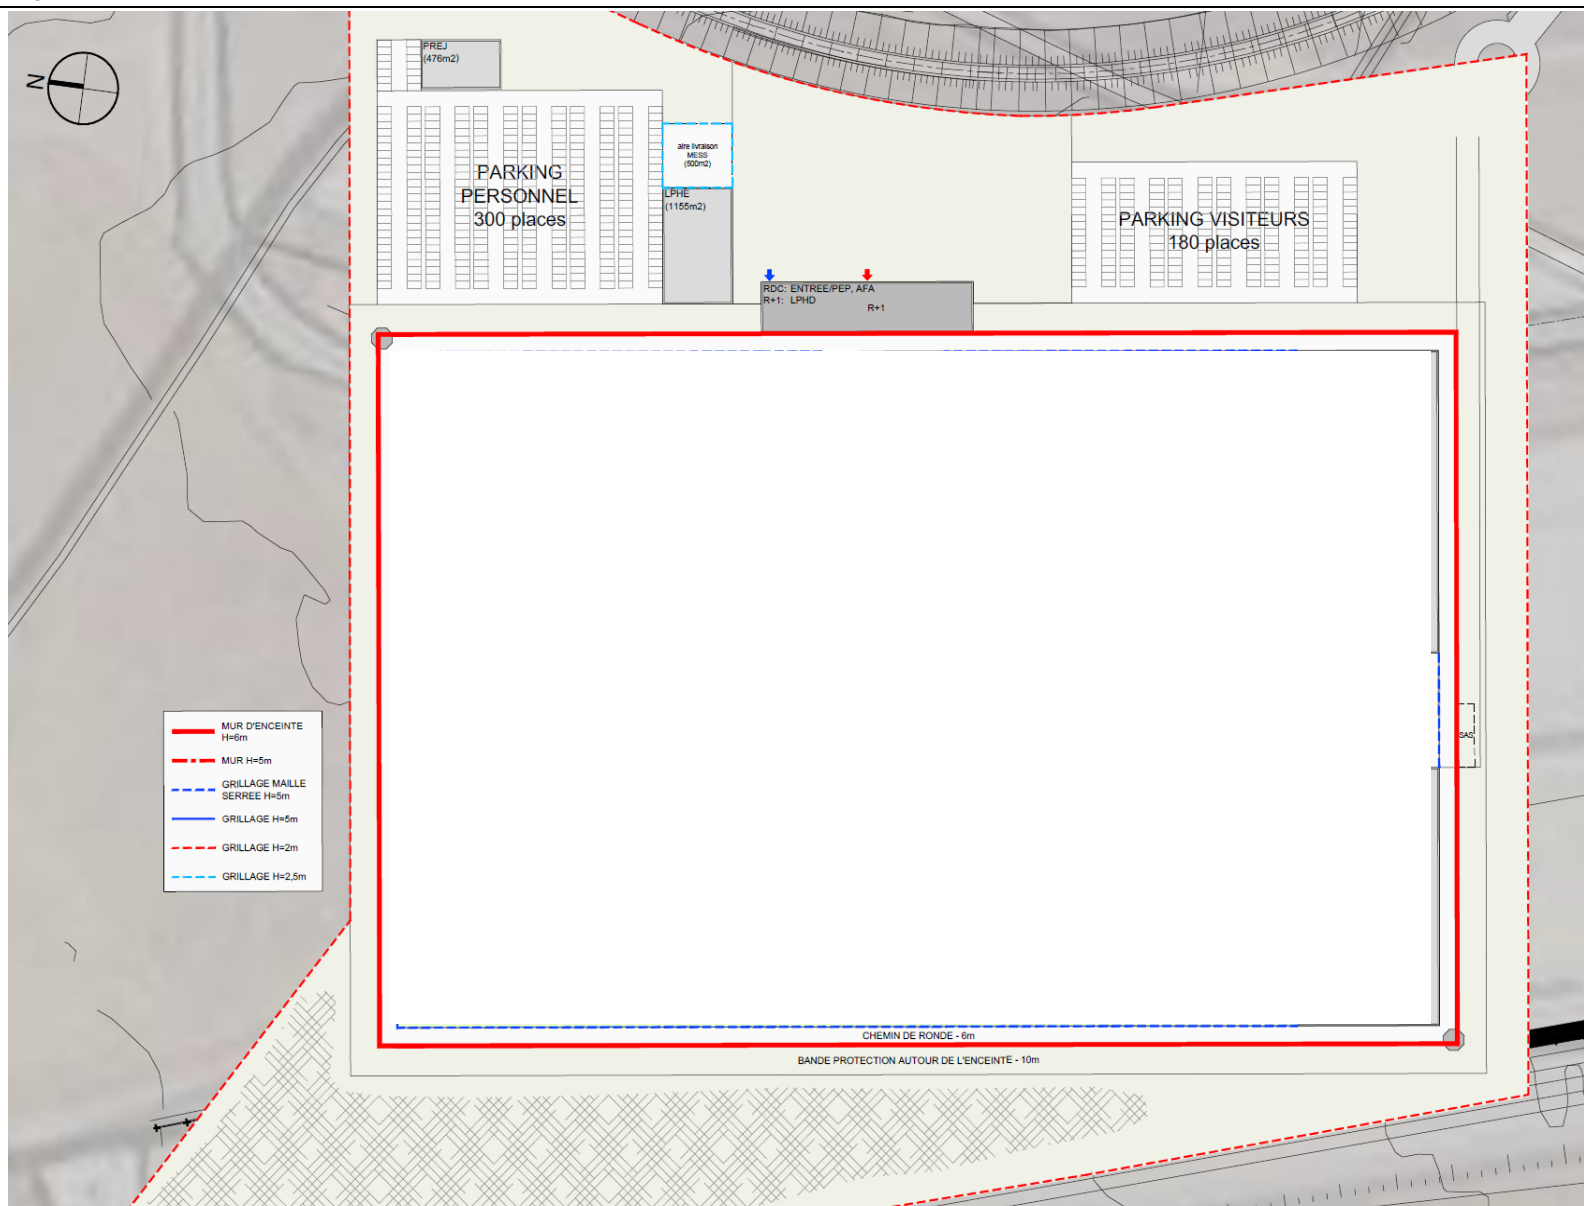 N
PREJ
(476m2)
PARKING
PERSONNEL
300 places
aire livraison
MESS
(500m2)
LPHE
(1155m2)
PARKING VISITEURS
180 places
RDC: ENTREE/PEP, AFA
R+1: LPHD
R+1
SAS
MUR D'ENCEINTE
H=6m
MUR H=5m
GRILLAGE MAILLE
SERREE H=5m
GRILLAGE H=5m
GRILLAGE H=2m
GRILLAGE H=2,5m
CHEMIN DE RONDE - 6m
BANDE PROTECTION AUTOUR DE L'ENCEINTE - 10m